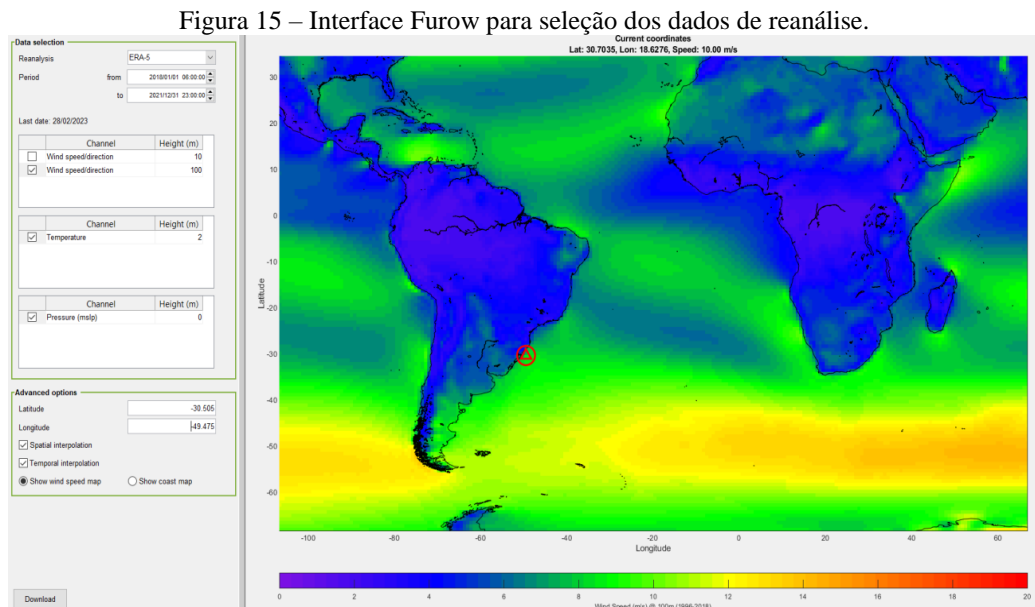 Figura 15 – Interface Furow para seleção dos dados de reanálise.
Data selection
Reanalysis ERA-5
Period from 2018/01/01 06:00:00
to 2021/12/31 23:00:00
Last date: 28/02/2023
Channel Height (m)
Wind speed/direction 10
Wind speed/direction 100
Channel Height (m)
Temperature 2
Channel Height (m)
Pressure (mslp) 0
Advanced options
Latitude -30.505
Longitude -49.475
Spatial interpolation
Temporal interpolation
Show wind speed map Show coast map
Download
Current coordinates
Lat: 30.7035, Lon: 18.6276, Speed: 10.00 m/s
Latitude
30
20
10
0
-10
-20
-30
-40
-50
-60
-100 -80 -60 -40 -20 0 20 40 60
Longitude
0 2 4 6 8 10 12 14 16 18 20
Wind Speed (m/s) @ 100m (1996-2018)